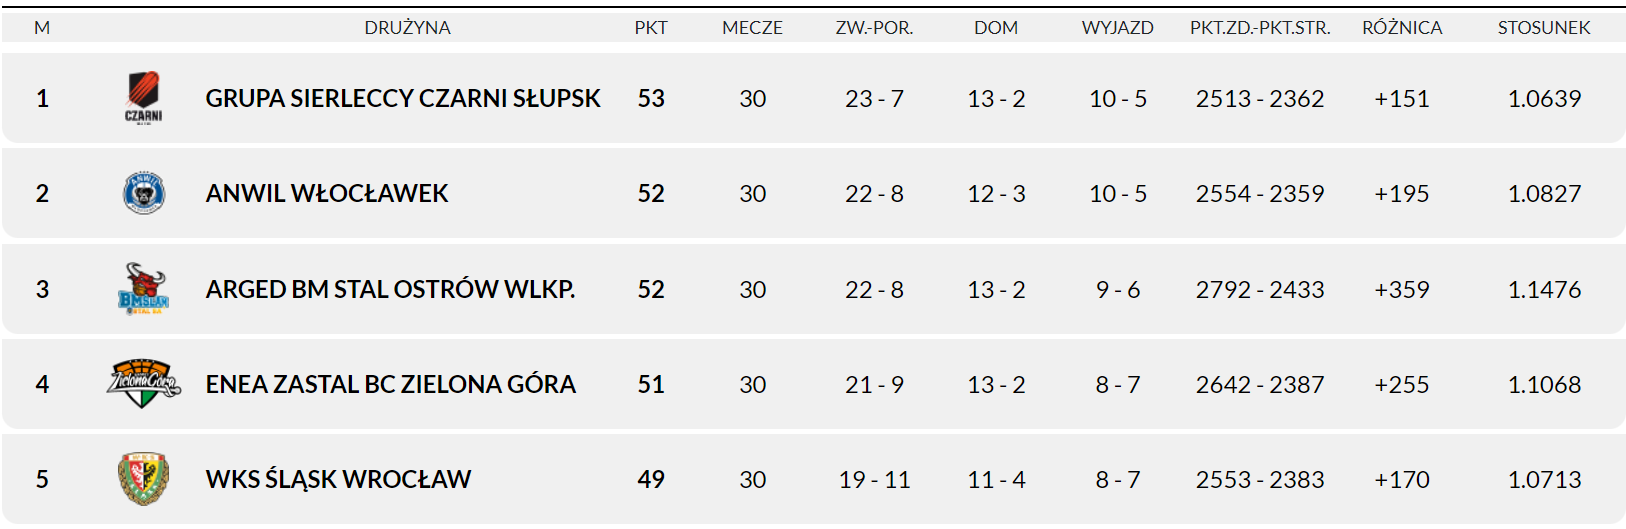 M DRUŻYNA PKT MECZE ZW.-POR. DOM WYJAZD PKT.ZD.-PKT.STR. RÓŻNICA STOSUNEK
1 CZARNI GRUPA SIERLECCY CZARNI SŁUPSK 53 30 23 - 7 13 - 2 10 - 5 2513 - 2362 +151 1.0639
2 ANWIL ANWIL WŁOCŁAWEK 52 30 22 - 8 12 - 3 10 - 5 2554 - 2359 +195 1.0827
3 BMSLAM STAL ARGED BM STAL OSTRÓW WLKP. 52 30 22 - 8 13 - 2 9 - 6 2792 - 2433 +359 1.1476
4 Zielona Góra ENEA ZASTAL BC ZIELONA GÓRA 51 30 21 - 9 13 - 2 8 - 7 2642 - 2387 +255 1.1068
5 WKS WKS ŚLĄSK WROCŁAW 49 30 19 - 11 11 - 4 8 - 7 2553 - 2383 +170 1.0713